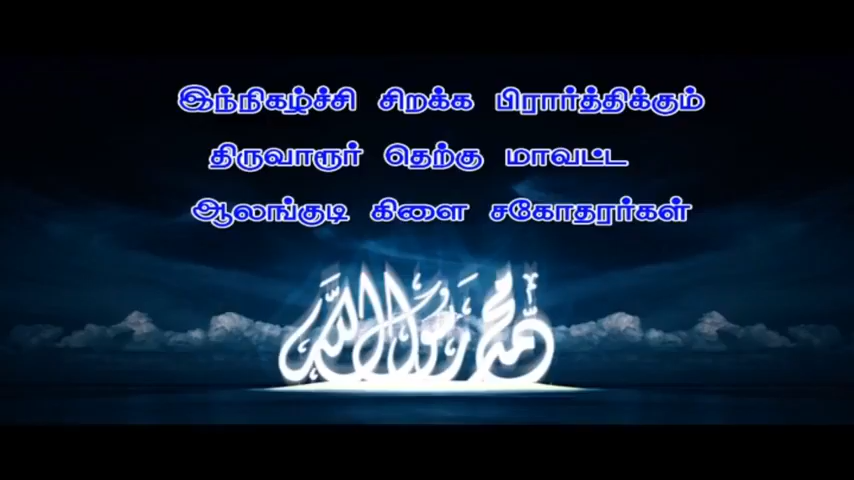 இந்நிகழ்ச்சி சிறக்க பிரார்த்திக்கும்
திருவாரூர் தெற்கு மாவட்ட
ஆலங்குடி கிளை சகோதரர்கள்
محمد رسول الله